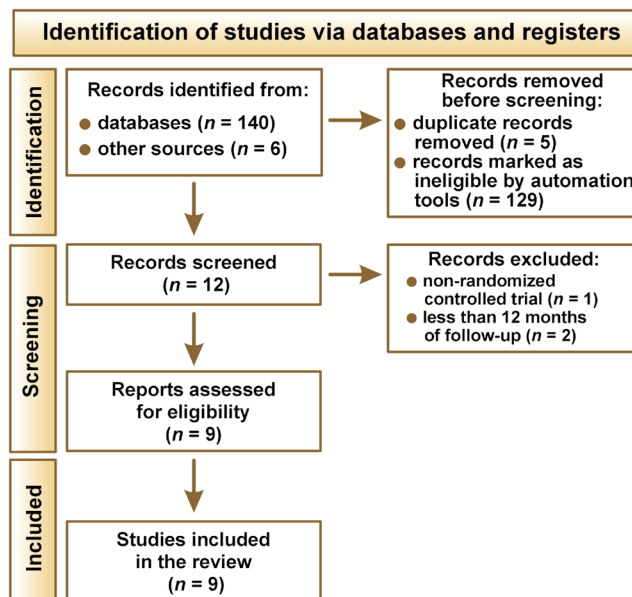 Identification of studies via databases and registers
Identification
Records identified from:
● databases (n = 140)
● other sources (n = 6)
Records removed
before screening:
● duplicate records
removed (n = 5)
● records marked as
ineligible by automation
tools (n = 129)
Screening
Records screened
(n = 12)
Records excluded:
● non-randomized
controlled trial (n = 1)
● less than 12 months
of follow-up (n = 2)
Reports assessed
for eligibility
(n = 9)
Included
Studies included
in the review
(n = 9)